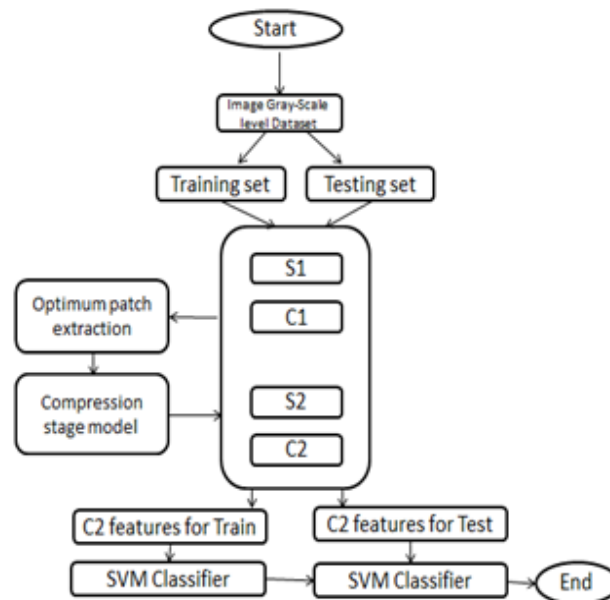 Start
Image Gray-Scale
level Dataset
Training set
Testing set
S1
C1
Optimum patch
extraction
Compression
stage model
S2
C2
C2 features for Train
C2 features for Test
SVM Classifier
SVM Classifier
End